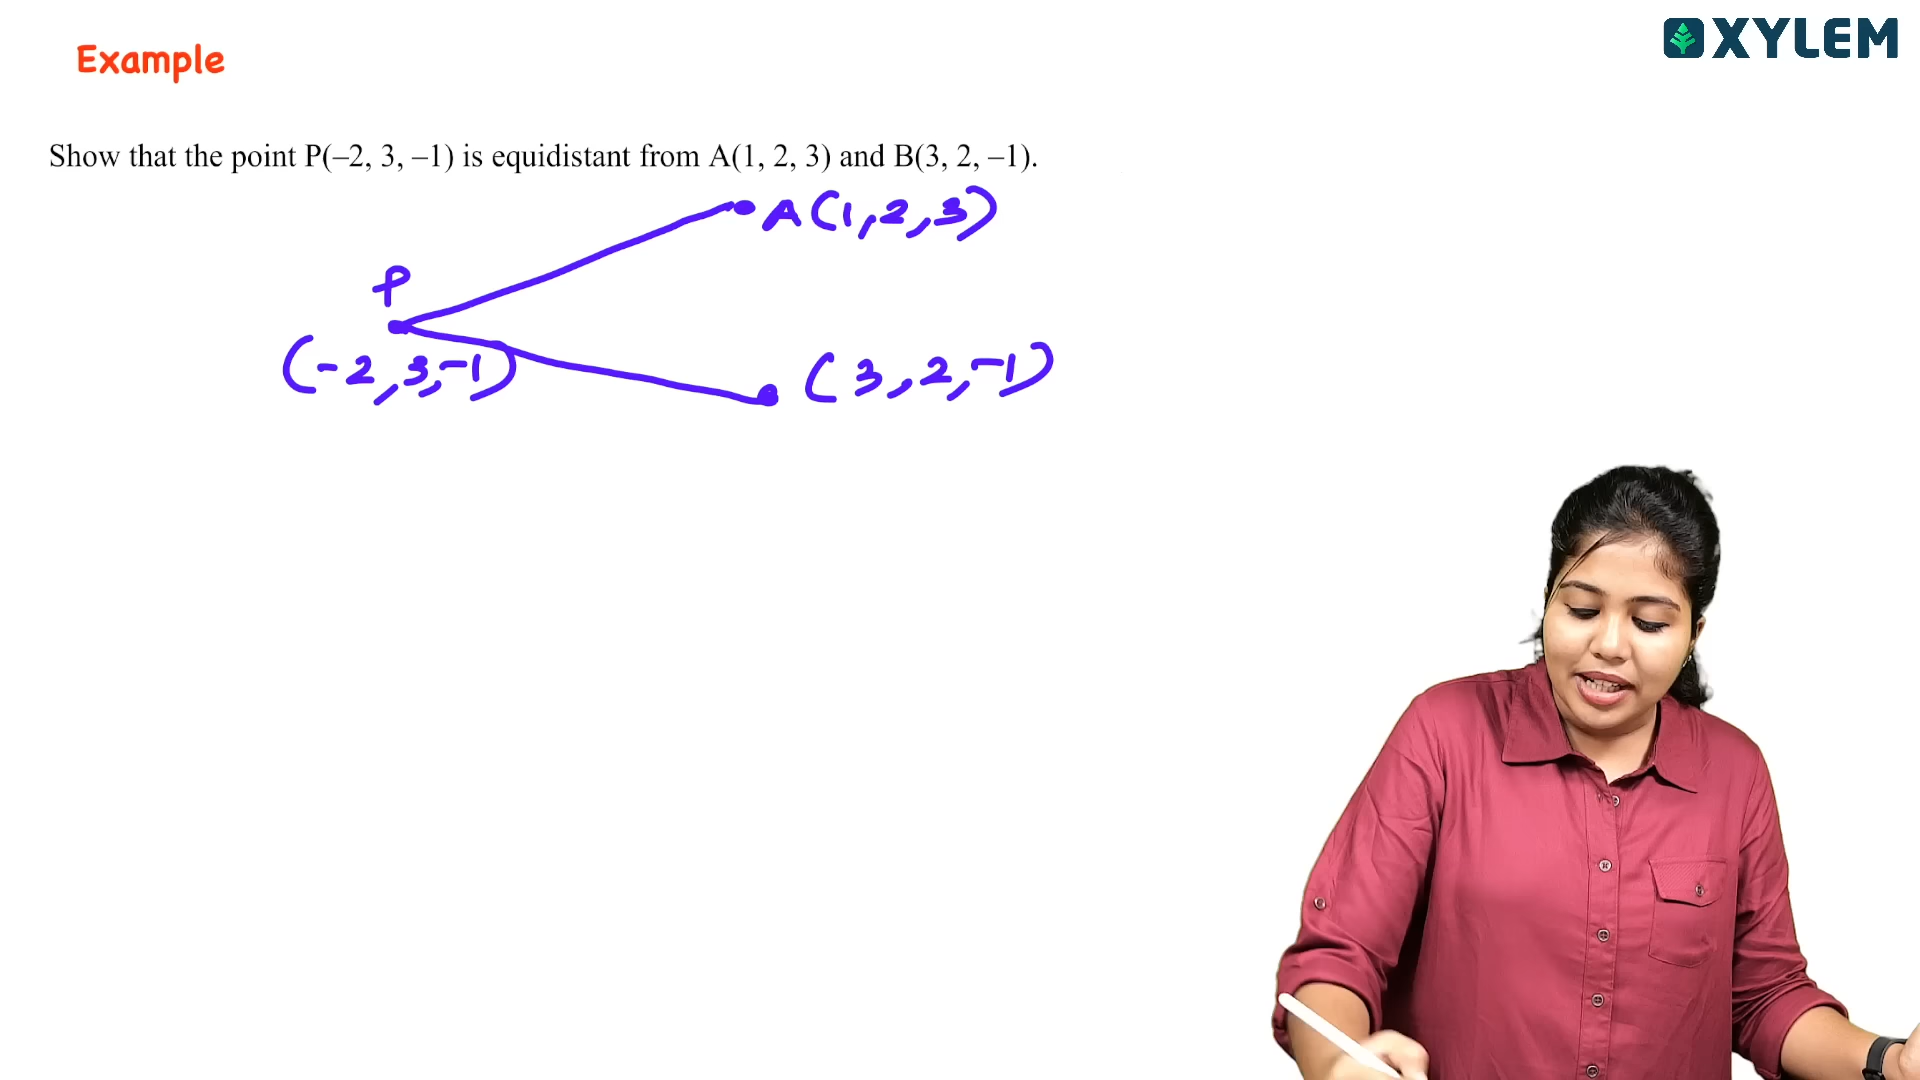 XYLEM
Example
Show that the point P(–2, 3, –1) is equidistant from A(1, 2, 3) and B(3, 2, –1).
A(1,2,3)
P
(-2,3,-1)
(3,2,-1)